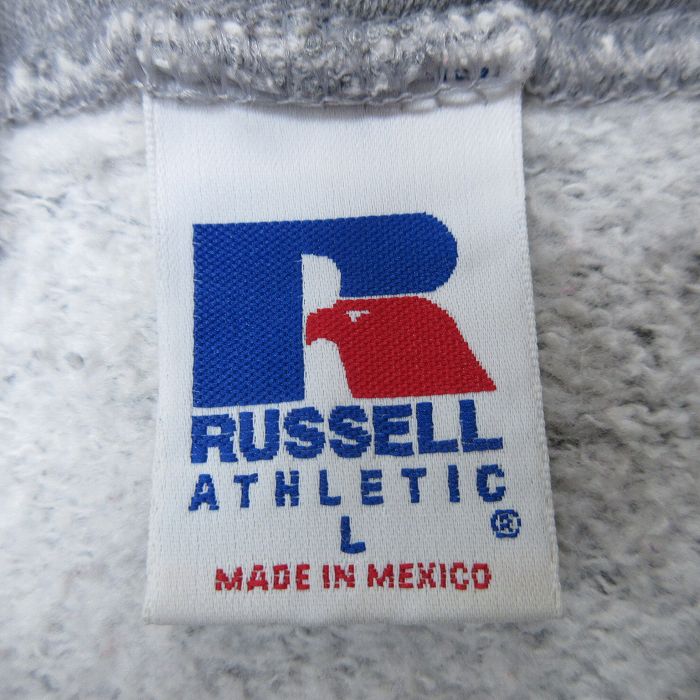 RUSSELL
ATHLETIC
L ®
MADE IN MEXICO